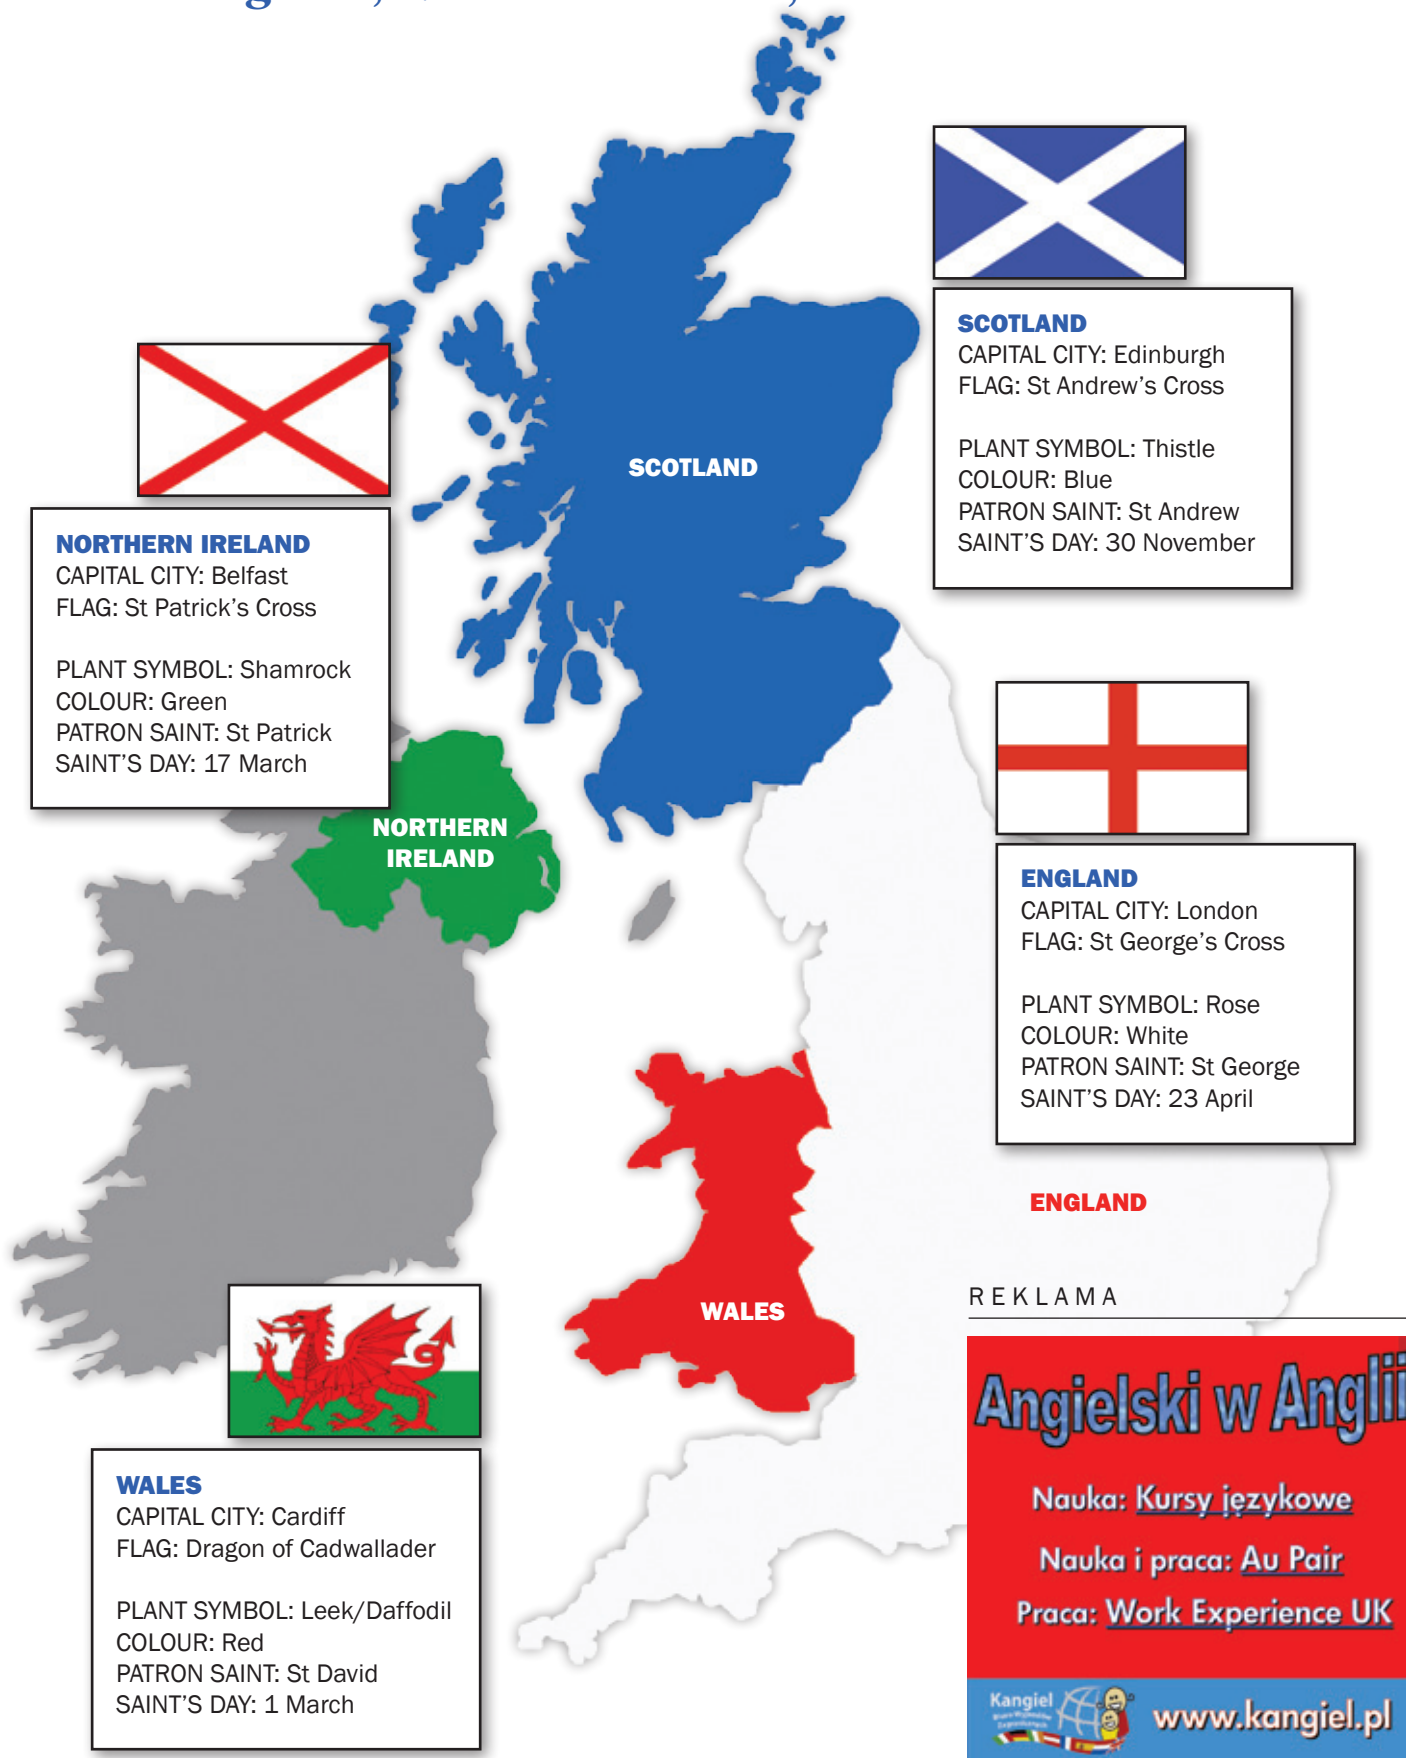 SCOTLAND
CAPITAL CITY: Edinburgh
FLAG: St Andrew's Cross
PLANT SYMBOL: Thistle
COLOUR: Blue
PATRON SAINT: St Andrew
SAINT'S DAY: 30 November
SCOTLAND
NORTHERN IRELAND
CAPITAL CITY: Belfast
FLAG: St Patrick's Cross
PLANT SYMBOL: Shamrock
COLOUR: Green
PATRON SAINT: St Patrick
SAINT'S DAY: 17 March
NORTHERN
IRELAND
ENGLAND
CAPITAL CITY: London
FLAG: St George's Cross
PLANT SYMBOL: Rose
COLOUR: White
PATRON SAINT: St George
SAINT'S DAY: 23 April
ENGLAND
WALES
WALES
CAPITAL CITY: Cardiff
FLAG: Dragon of Cadwallader
PLANT SYMBOL: Leek/Daffodil
COLOUR: Red
PATRON SAINT: St David
SAINT'S DAY: 1 March
REKLAMA
Angielski w Anglii
Nauka: Kursy językowe
Nauka i praca: Au Pair
Praca: Work Experience UK
Kangiel
www.kangiel.pl